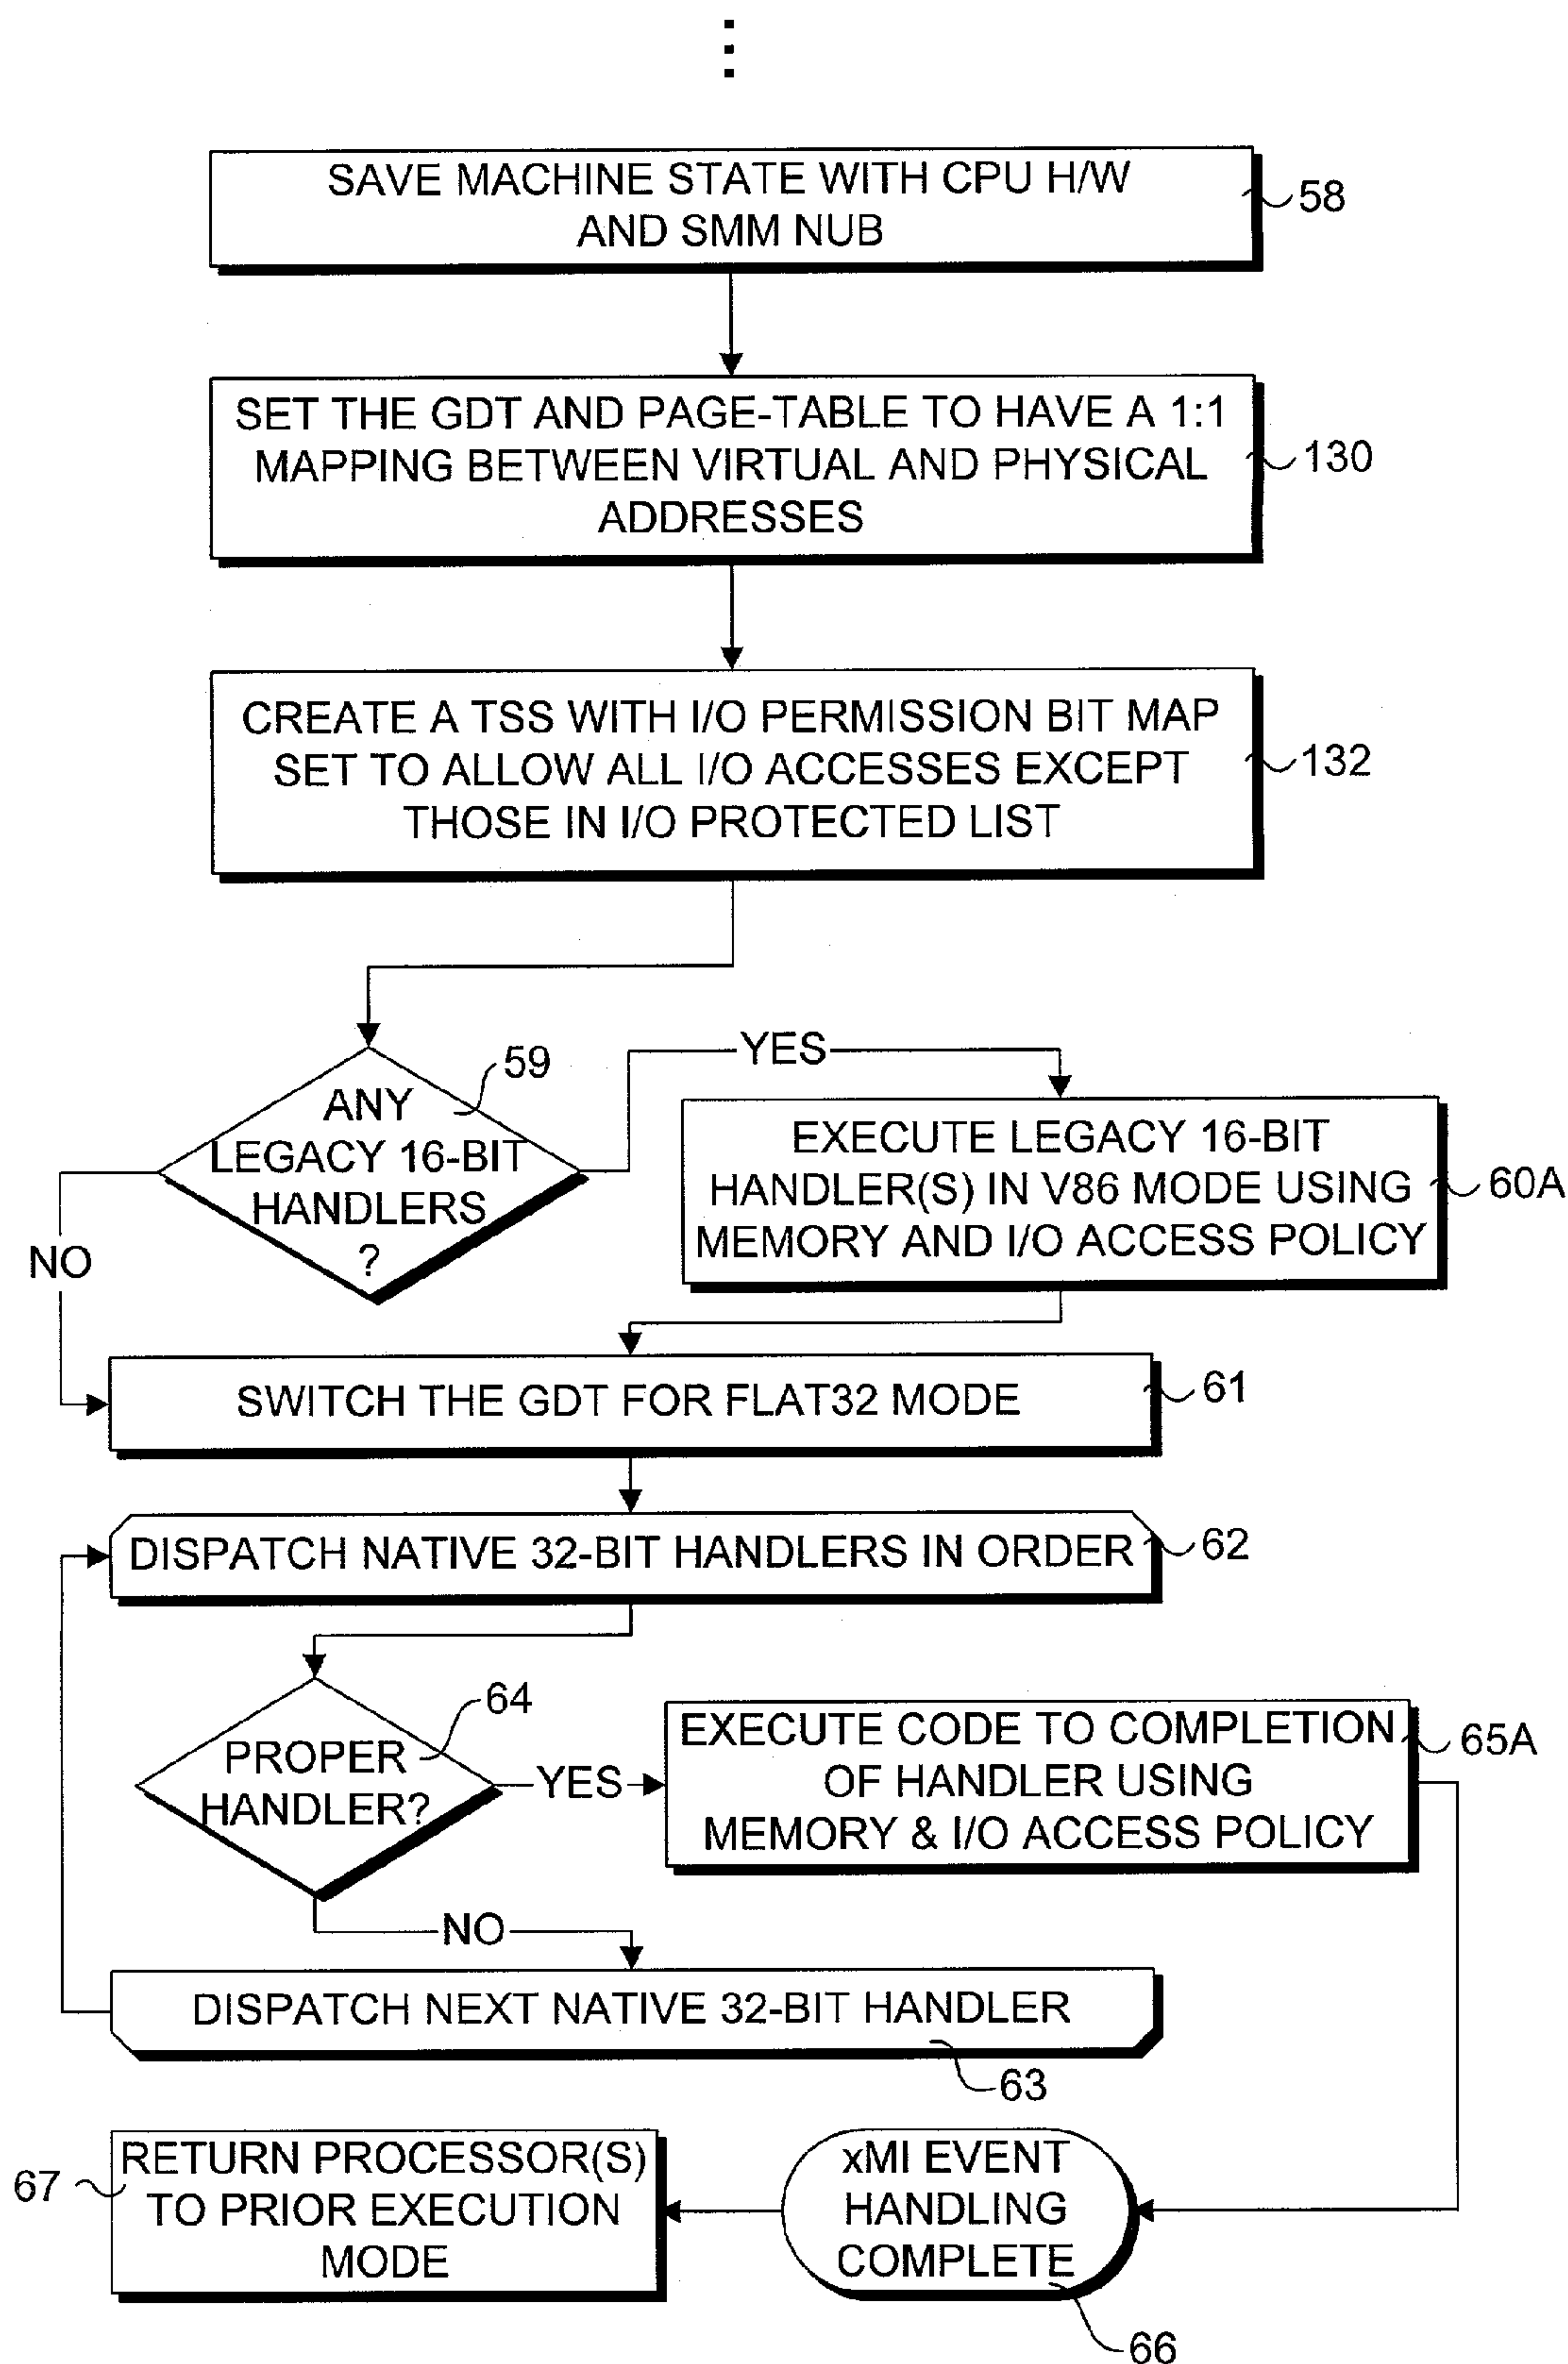 SAVE MACHINE STATE WITH CPU H/W
AND SMM NUB
58
SET THE GDT AND PAGE-TABLE TO HAVE A 1:1
MAPPING BETWEEN VIRTUAL AND PHYSICAL
ADDRESSES
130
CREATE A TSS WITH I/O PERMISSION BIT MAP
SET TO ALLOW ALL I/O ACCESSES EXCEPT
THOSE IN I/O PROTECTED LIST
132
59
ANY
LEGACY 16-BIT
HANDLERS
?
YES
NO
EXECUTE LEGACY 16-BIT
HANDLER(S) IN V86 MODE USING
MEMORY AND I/O ACCESS POLICY
60A
SWITCH THE GDT FOR FLAT32 MODE
61
DISPATCH NATIVE 32-BIT HANDLERS IN ORDER
62
64
PROPER
HANDLER?
YES
EXECUTE CODE TO COMPLETION
OF HANDLER USING
MEMORY & I/O ACCESS POLICY
65A
NO
DISPATCH NEXT NATIVE 32-BIT HANDLER
63
xMI EVENT
HANDLING
COMPLETE
66
RETURN PROCESSOR(S)
TO PRIOR EXECUTION
MODE
67